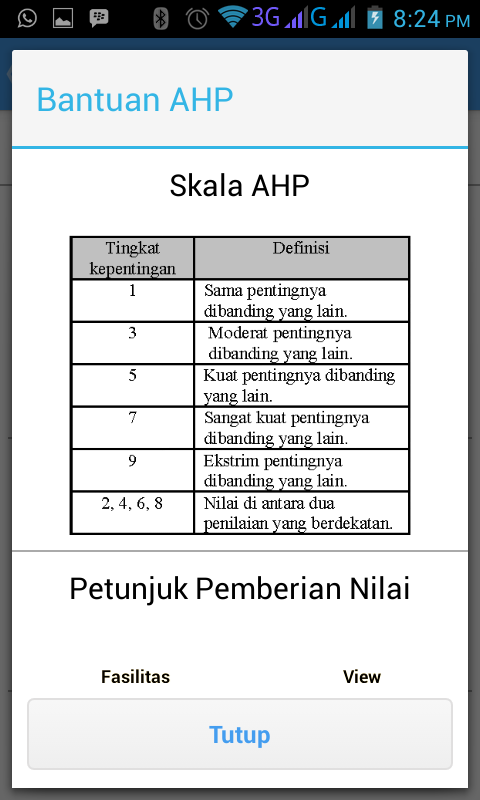 3G G 8:24 PM
Bantuan AHP
Skala AHP
Tingkat kepentingan Definisi
1 Sama pentingnya
dibanding yang lain.
3 Moderat pentingnya
dibanding yang lain.
5 Kuat pentingnya dibanding
yang lain.
7 Sangat kuat pentingnya
dibanding yang lain.
9 Ekstrim pentingnya
dibanding yang lain.
2, 4, 6, 8 Nilai di antara dua
penilaian yang berdekatan.
Petunjuk Pemberian Nilai
Fasilitas View
Tutup